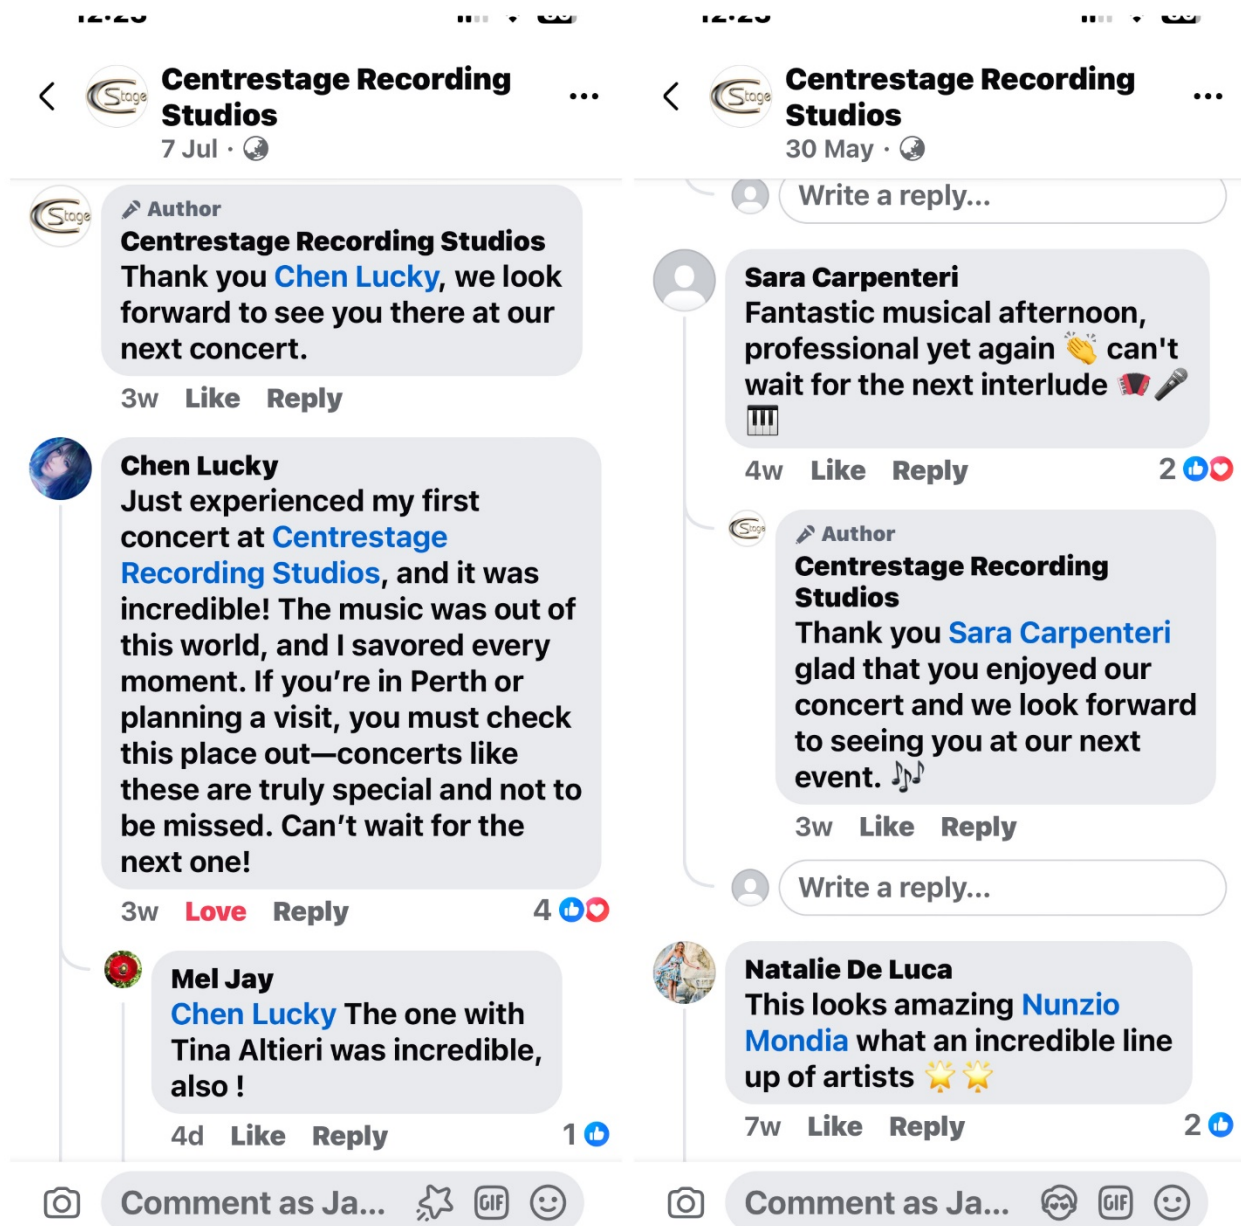 12:23
Centrestage Recording
Studios
7 Jul ·
Stage
Author
Centrestage Recording Studios
Thank you Chen Lucky, we look
forward to see you there at our
next concert.
3w Like Reply
Chen Lucky
Just experienced my first
concert at Centrestage
Recording Studios, and it was
incredible! The music was out of
this world, and I savored every
moment. If you’re in Perth or
planning a visit, you must check
this place out—concerts like
these are truly special and not to
be missed. Can’t wait for the
next one!
3w Love Reply 4
Mel Jay
Chen Lucky The one with
Tina Altieri was incredible,
also !
4d Like Reply 1
Comment as Ja... GIF
12:23
Centrestage Recording
Studios
30 May ·
Write a reply...
Sara Carpenteri
Fantastic musical afternoon,
professional yet again 👏 can't
wait for the next interlude 🪗🎤
🎹
4w Like Reply 2
Stage
Author
Centrestage Recording
Studios
Thank you Sara Carpenteri
glad that you enjoyed our
concert and we look forward
to seeing you at our next
event. 🎶
3w Like Reply
Write a reply...
Natalie De Luca
This looks amazing Nunzio
Mondia what an incredible line
up of artists 🌟 🌟
7w Like Reply 2
Comment as Ja... GIF